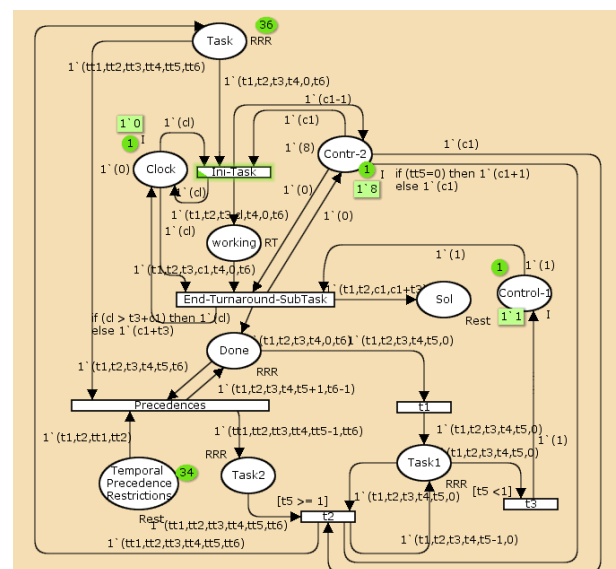 36
Task
RRR
1`(tt1,tt2,tt3,tt4,tt5,tt6)
1`(t1,t2,t3,t4,0,t6)
1`(c1-1)
1`(c1)
1`(c1)
1`0
1
I
1`(cl)
1`(8)
Contr-2
1
I
1`8
if (tt5=0) then 1`(c1+1)
else 1`(c1)
1`(0)
Clock
Ini-Task
1`(cl)
1`(0)
1`(0)
1`(t1,t2,t3,cl,t4,0,t6)
1`(cl)
working
RT
1`(1)
1`(t1,t2,t3,c1,t4,0,t6)
1
1`(1)
End-Turnaround-SubTask
1`(t1,t2,c1,c1+t3)
Sol
Control-1
1`1
I
Rest
if (cl > t3+c1) then 1`(cl)
else 1`(c1+t3)
Done
(t1,t2,t3,t4,0,t6)
1`(t1,t2,t3,t4,t5,0)
RRR
1`(t1,t2,t3,t4,t5,t6)
1`(t1,t2,t3,t4,t5+1,t6-1)
Precedences
t1
1`(t1,t2,tt1,tt2)
1`(tt1,tt2,tt3,tt4,tt5-1,tt6)
1`(t1,t2,t3,t4,t5,0)
1`(1)
RRR
(t1,t2,t3,t4,t5,0)
34
Temporal
Precedence
Restrictions
Task2
Task1
RRR
[t5 >= 1]
1`(t1,t2,t3,t4,t5,0)
[t5 <1]
t3
Rest
t2
1`(tt1,tt2,tt3,tt4,tt5,tt6)
1`(tt1,tt2,tt3,tt4,tt5,tt6)
1`(t1,t2,t3,t4,t5-1,0)